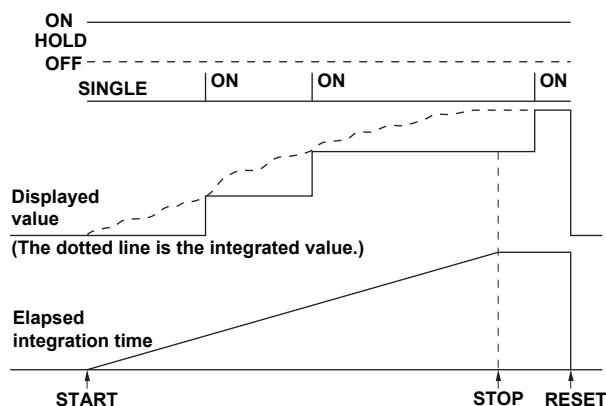 ON
HOLD
OFF
SINGLE ON ON ON
Displayed
value
(The dotted line is the integrated value.)
Elapsed
integration time
START STOP RESET